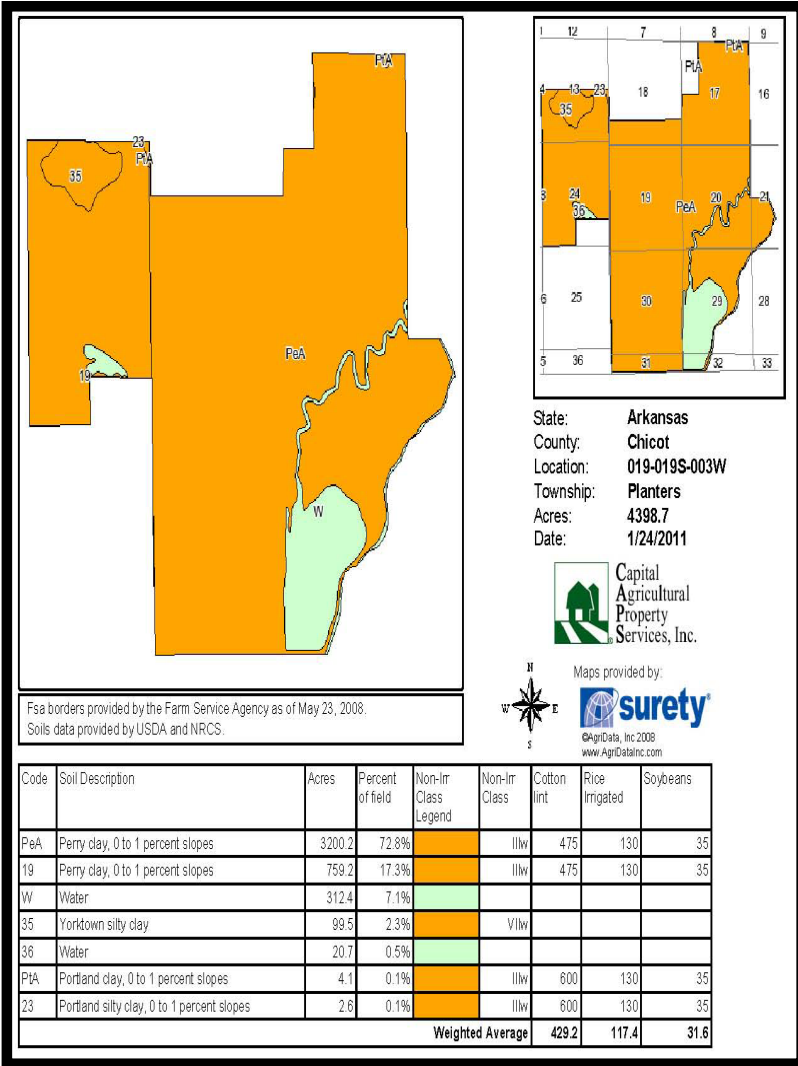 PtA
23
PtA
35
PeA
19
W
1 12 7 8 9
PtA
PtA
4 13 23 18 17 16
35
3 24 19 20 21
36 PeA
6 25 30 29 28
5 36 31 32 33
State: Arkansas
County: Chicot
Location: 019-019S-003W
Township: Planters
Acres: 4398.7
Date: 1/24/2011
Capital
Agricultural
Property
Services, Inc.
Maps provided by:
surety®
©AgriData, Inc 2008
www.AgriDataInc.com
N
W E
S
Fsa borders provided by the Farm Service Agency as of May 23, 2008.
Soils data provided by USDA and NRCS.
Code Soil Description Acres Percent of field Non-Irr Class Legend Non-Irr Class Cotton lint Rice Irrigated Soybeans
PeA Perry clay, 0 to 1 percent slopes 3200.2 72.8% IIIw 475 130 35
19 Perry clay, 0 to 1 percent slopes 759.2 17.3% IIIw 475 130 35
W Water 312.4 7.1%
35 Yorktown silty clay 99.5 2.3% VIIw
36 Water 20.7 0.5%
PtA Portland clay, 0 to 1 percent slopes 4.1 0.1% IIIw 600 130 35
23 Portland silty clay, 0 to 1 percent slopes 2.6 0.1% IIIw 600 130 35
Weighted Average 429.2 117.4 31.6